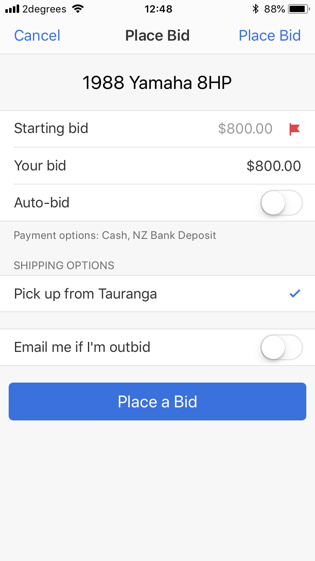 2degrees 12:48 88%
Cancel Place Bid Place Bid
1988 Yamaha 8HP
Starting bid $800.00
Your bid $800.00
Auto-bid
Payment options: Cash, NZ Bank Deposit
SHIPPING OPTIONS
Pick up from Tauranga
Email me if I'm outbid
Place a Bid